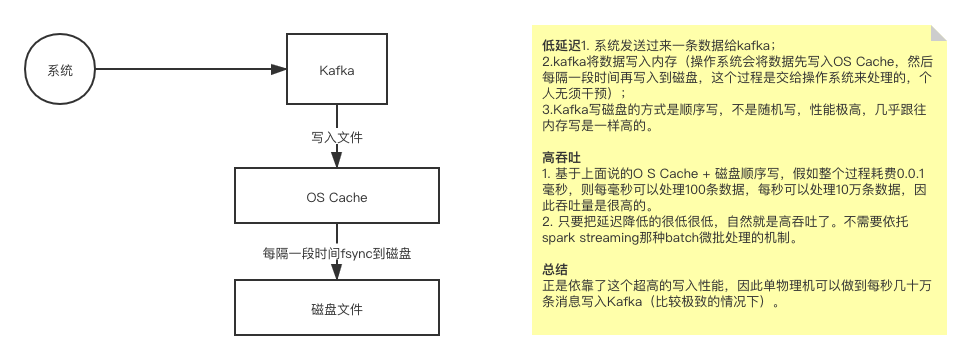 系统
Kafka
写入文件
OS Cache
每隔一段时间fsync到磁盘
磁盘文件
低延迟1. 系统发送过来一条数据给kafka；
2.kafka将数据写入内存（操作系统会将数据先写入OS Cache，然后
每隔一段时间再写入到磁盘，这个过程是交给操作系统来处理的，个
人无须干预）；
3.Kafka写磁盘的方式是顺序写，不是随机写，性能极高，几乎跟往
内存写是一样高的。
高吞吐
1. 基于上面说的O S Cache + 磁盘顺序写，假如整个过程耗费0.0.1
毫秒，则每毫秒可以处理100条数据，每秒可以处理10万条数据，因
此吞吐量是很高的。
2. 只要把延迟降低的很低很低，自然就是高吞吐了。不需要依托
spark streaming那种batch微批处理的机制。
总结
正是依靠了这个超高的写入性能，因此单物理机可以做到每秒几十万
条消息写入Kafka（比较极致的情况下）。